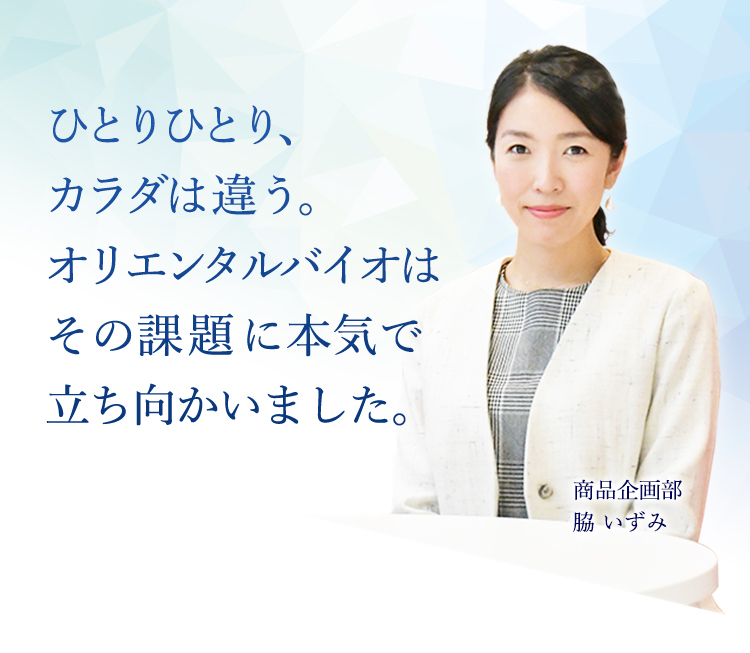 ひとりひとり、
カラダは違う。
オリエンタルバイオは
その課題に本気で
立ち向かいました。
商品企画部
脇 いずみ